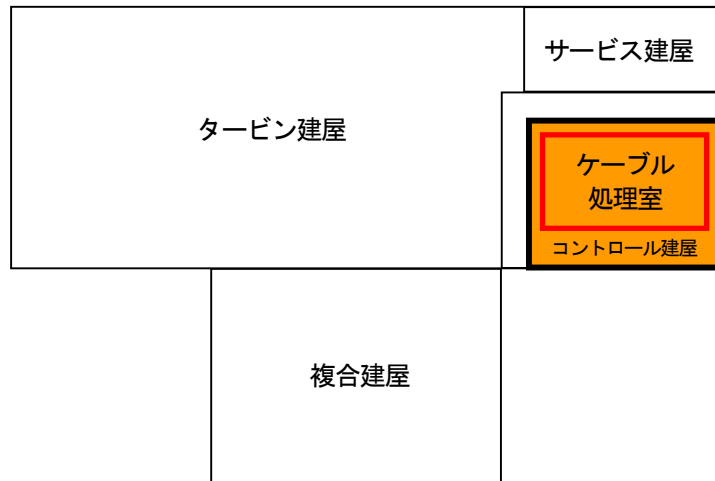 サービス建屋
タービン建屋
ケーブル
処理室
コントロール建屋
複合建屋